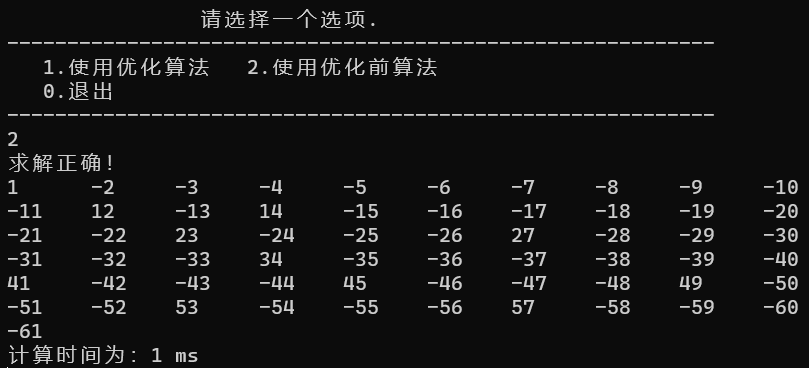 请选择一个选项.
-----------------------------------------------------------
1.使用优化算法 2.使用优化前算法
0.退出
-----------------------------------------------------------
2
求解正确!
1 -2 -3 -4 -5 -6 -7 -8 -9 -10
-11 12 -13 14 -15 -16 -17 -18 -19 -20
-21 -22 23 -24 -25 -26 27 -28 -29 -30
-31 -32 -33 34 -35 -36 -37 -38 -39 -40
41 -42 -43 -44 45 -46 -47 -48 49 -50
-51 -52 53 -54 -55 -56 57 -58 -59 -60
-61
计算时间为: 1 ms